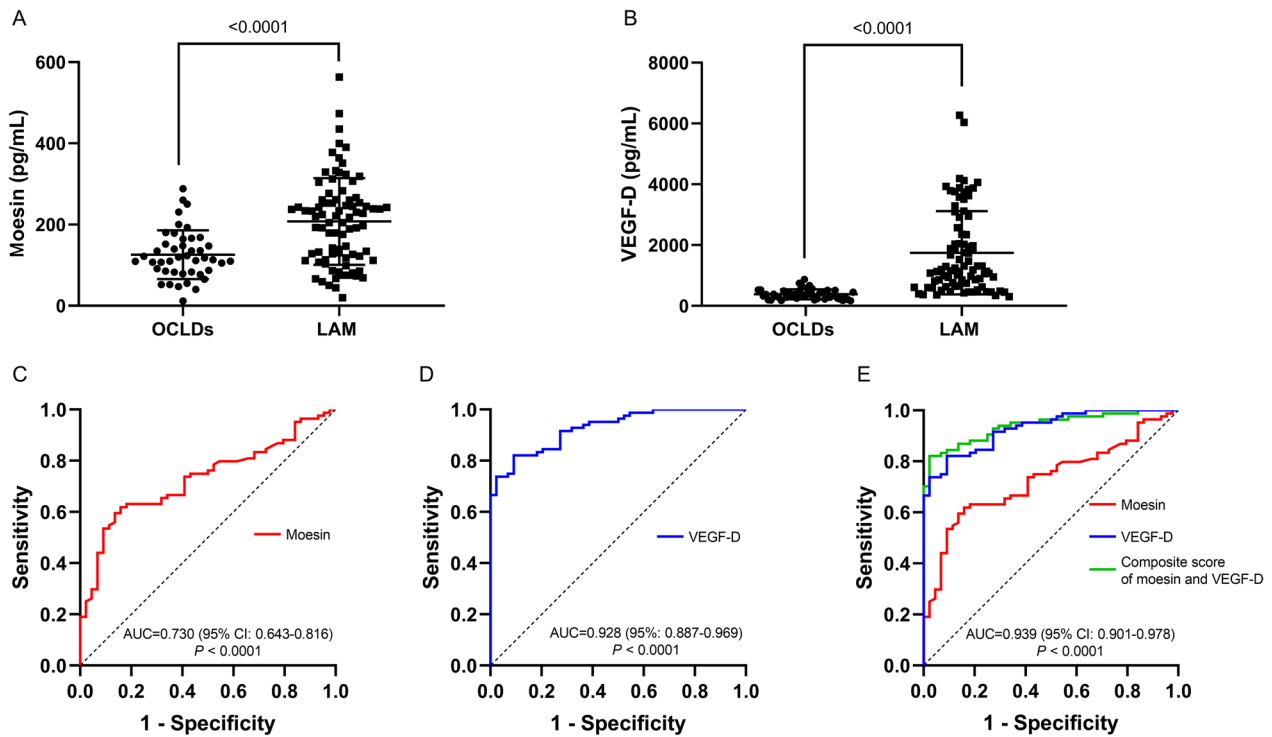 A
<0.0001
Moesin (pg/mL)
600
400
200
0
OCLDs
LAM
B
<0.0001
VEGF-D (pg/mL)
8000
6000
4000
2000
0
OCLDs
LAM
C
Sensitivity
1.0
0.8
0.6
0.4
0.2
0.0
Moesin
AUC=0.730 (95% CI: 0.643-0.816)
P < 0.0001
0.0 0.2 0.4 0.6 0.8 1.0
1 - Specificity
D
Sensitivity
1.0
0.8
0.6
0.4
0.2
0.0
VEGF-D
AUC=0.928 (95%: 0.887-0.969)
P < 0.0001
0.0 0.2 0.4 0.6 0.8 1.0
1 - Specificity
E
Sensitivity
1.0
0.8
0.6
0.4
0.2
0.0
Moesin
VEGF-D
Composite score
of moesin and VEGF-D
AUC=0.939 (95% CI: 0.901-0.978)
P < 0.0001
0.0 0.2 0.4 0.6 0.8 1.0
1 - Specificity